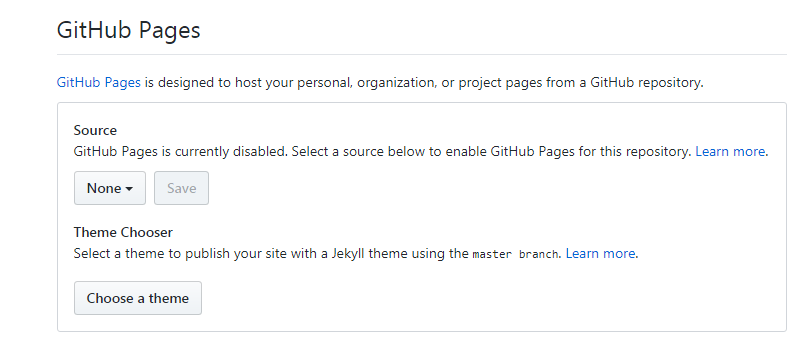 GitHub Pages
GitHub Pages is designed to host your personal, organization, or project pages from a GitHub repository.
Source
GitHub Pages is currently disabled. Select a source below to enable GitHub Pages for this repository. Learn more.
None Save
Theme Chooser
Select a theme to publish your site with a Jekyll theme using the master branch. Learn more.
Choose a theme